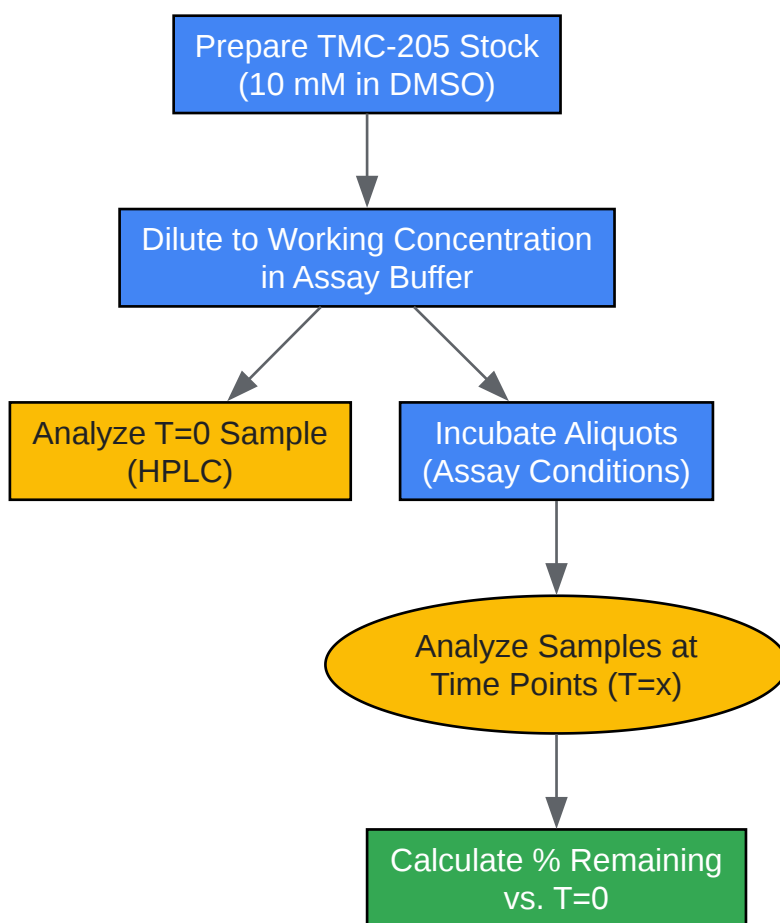 Prepare TMC-205 Stock
(10 mM in DMSO)
Dilute to Working Concentration
in Assay Buffer
Analyze T=0 Sample
(HPLC)
Incubate Aliquots
(Assay Conditions)
Analyze Samples at
Time Points (T=x)
Calculate % Remaining
vs. T=0